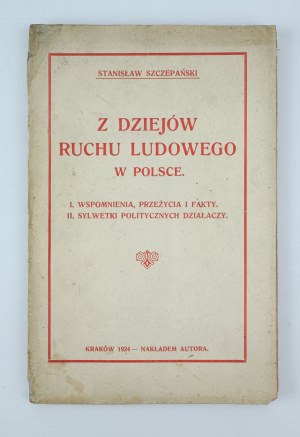 STANISŁAW SZCZEPAŃSKI
Z DZIEJÓW
RUCHU LUDOWEGO
W POLSCE.
I. WSPOMNIENIA, PRZEŻYCIA I FAKTY.
II. SYLWETKI POLITYCZNYCH DZIAŁACZY.
KRAKÓW 1924 — NAKŁADEM AUTORA.